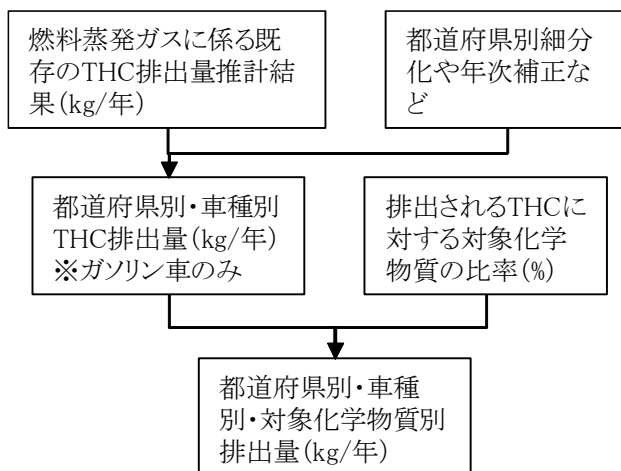 燃料蒸発ガスに係る既
存のTHC排出量推計結
果(kg/年)
都道府県別細分
化や年次補正な
ど
都道府県別・車種別
THC排出量(kg/年)
※ガソリン車のみ
排出されるTHCに
対する対象化学
物質の比率(%)
都道府県別・車種
別・対象化学物質別
排出量(kg/年)